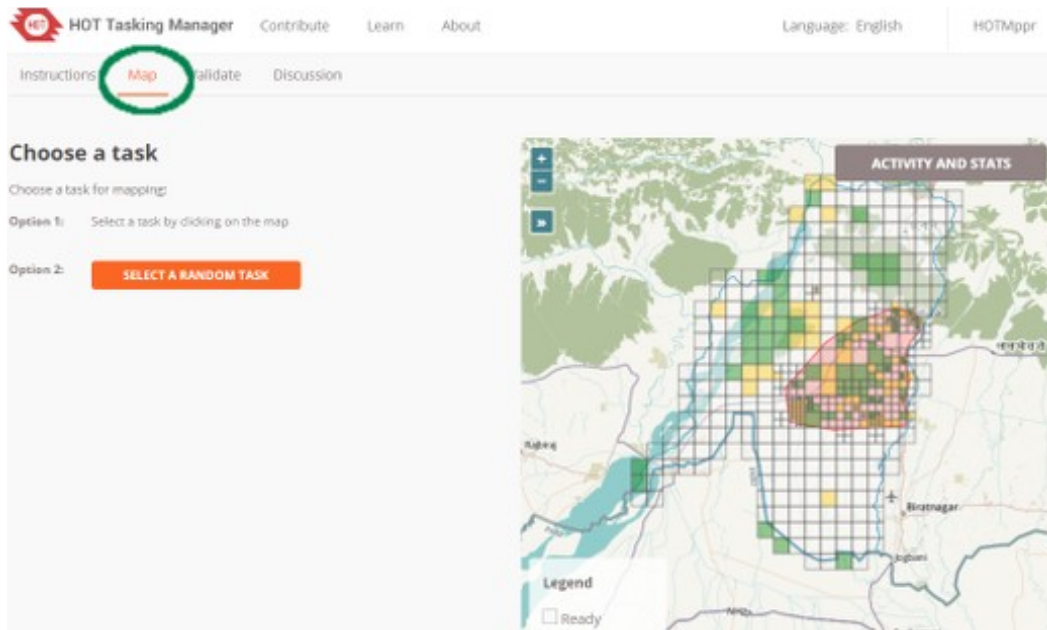 HOT
HOT Tasking Manager Contribute Learn About Language: English HOTMppr
Instructions Map Validate Discussion
Choose a task
ACTIVITY AND STATS
Choose a task for mapping:
Option 1: Select a task by clicking on the map
Option 2: SELECT A RANDOM TASK
Biratnagar
Jogbani
Legend
Ready